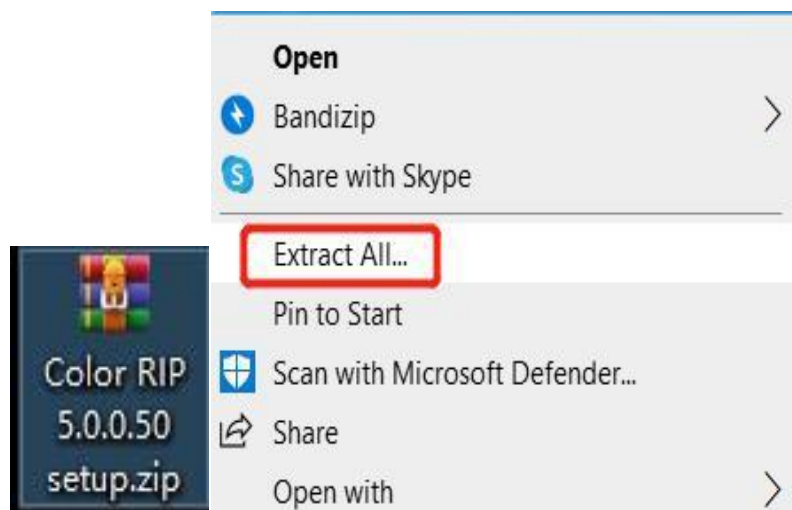 Color RIP
5.0.0.50
setup.zip
Open
Bandizip
Share with Skype
Extract All...
Pin to Start
Scan with Microsoft Defender...
Share
Open with